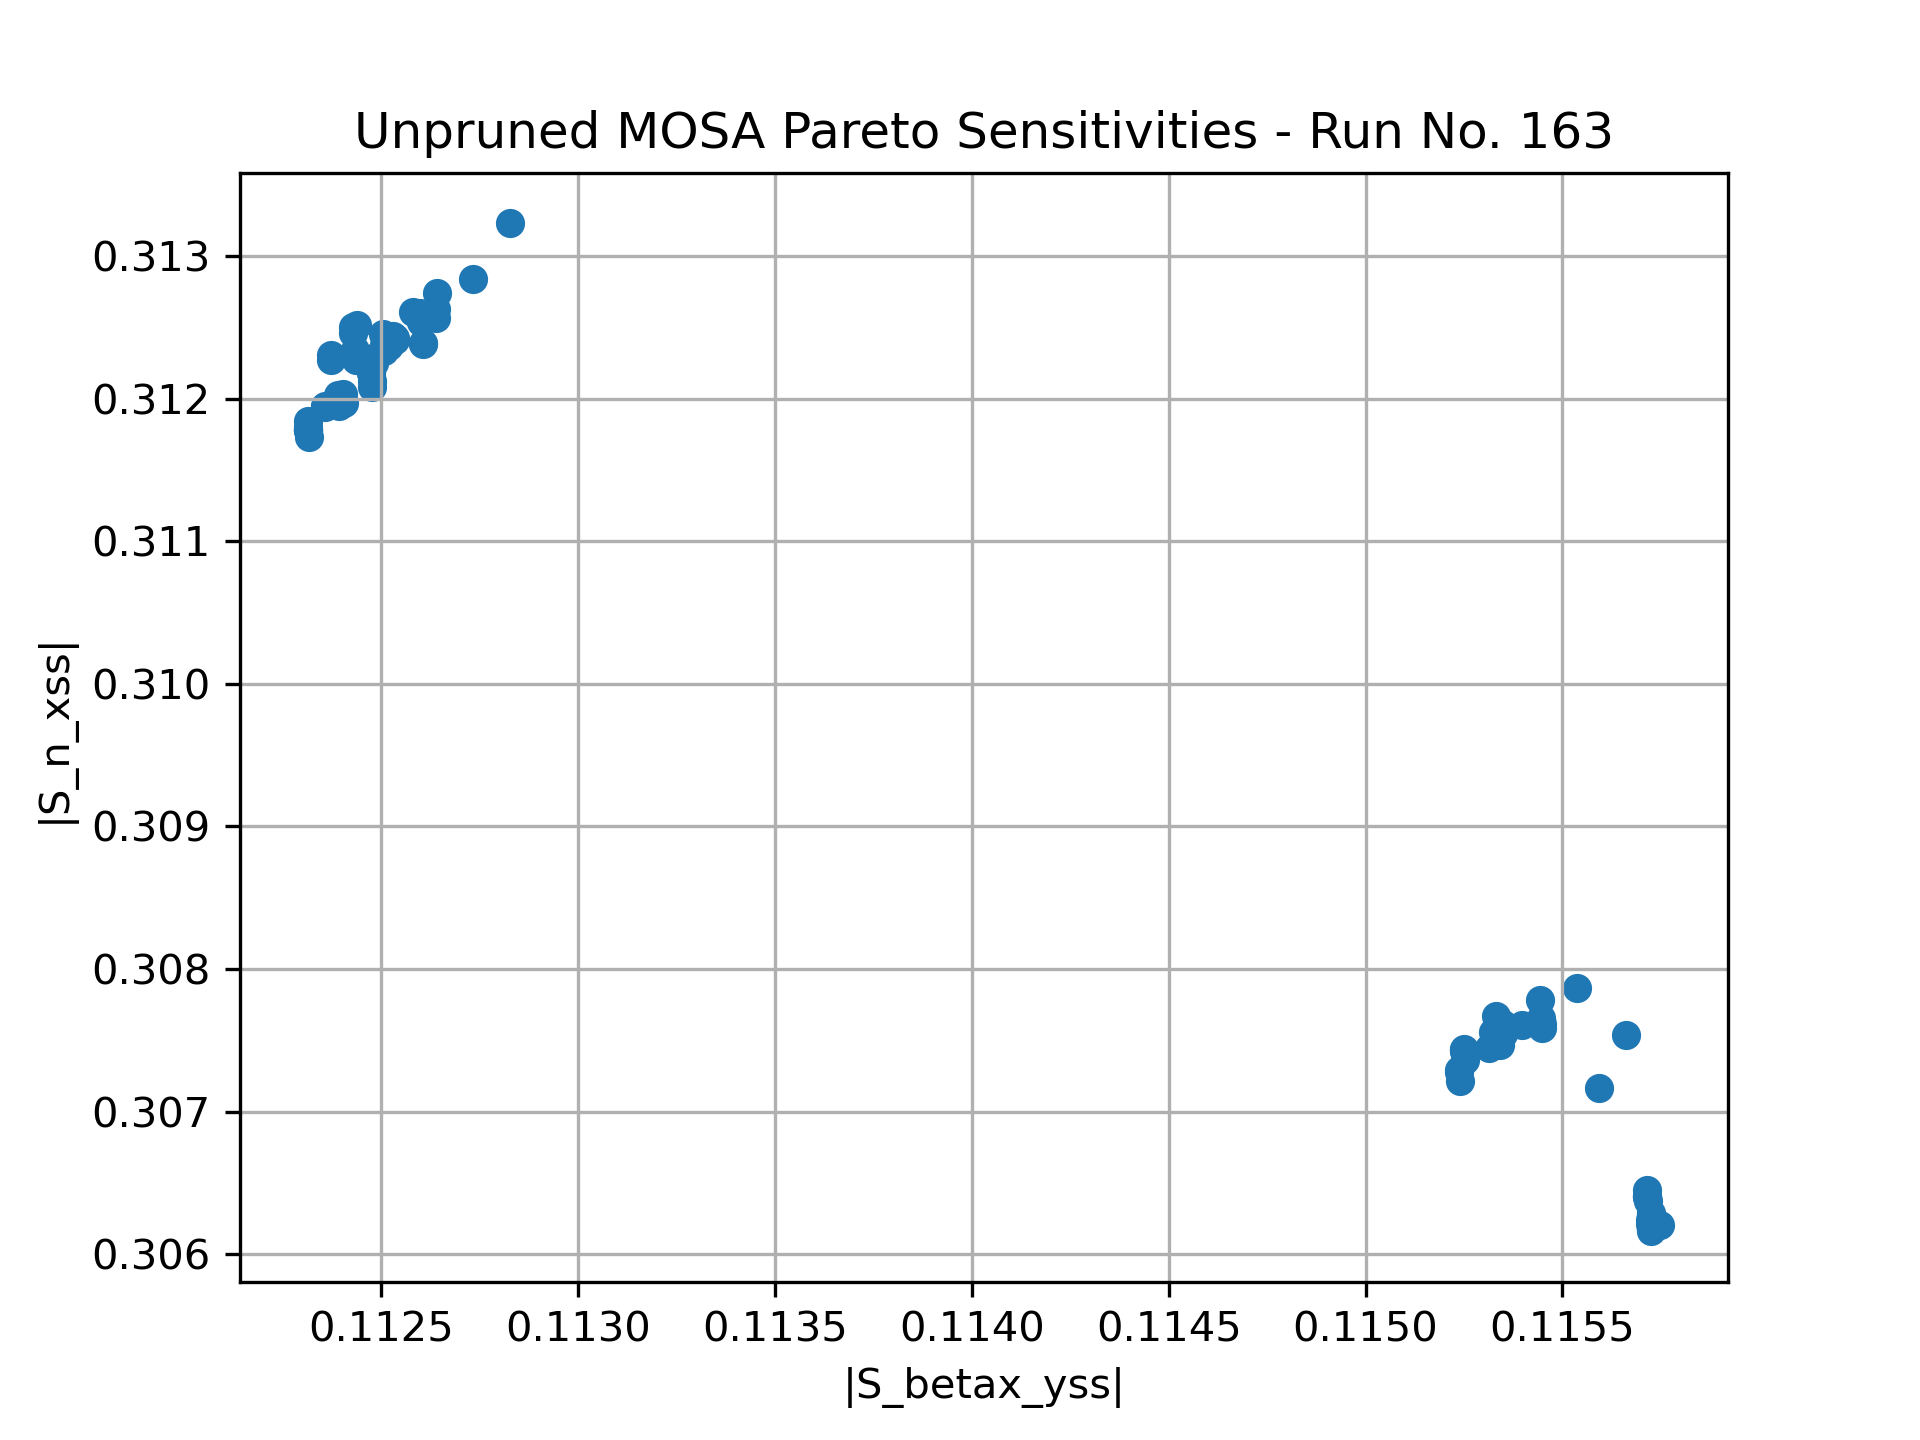 Unpruned MOSA Pareto Sensitivities - Run No. 163
0.313
0.312
0.311
0.310
0.309
0.308
0.307
0.306
|S_n_xss|
0.1125 0.1130 0.1135 0.1140 0.1145 0.1150 0.1155
|S_betax_yss|